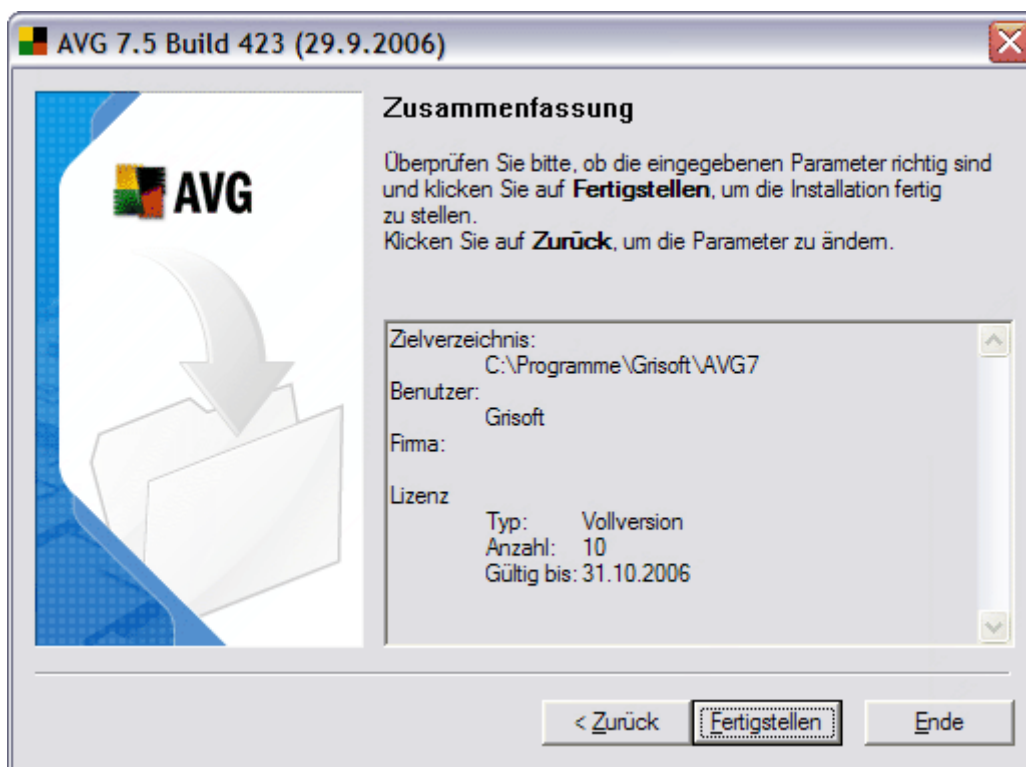 AVG 7.5 Build 423 (29.9.2006)
AVG
Zusammenfassung
Überprüfen Sie bitte, ob die eingegebenen Parameter richtig sind
und klicken Sie auf Fertigstellen, um die Installation fertig
zu stellen.
Klicken Sie auf Zurück, um die Parameter zu ändern.
Zielverzeichnis:
C:\Programme\Grisoft\AVG7
Benutzer:
Grisoft
Firma:
Lizenz
Typ: Vollversion
Anzahl: 10
Gültig bis: 31.10.2006
< Zurück
Fertigstellen
Ende